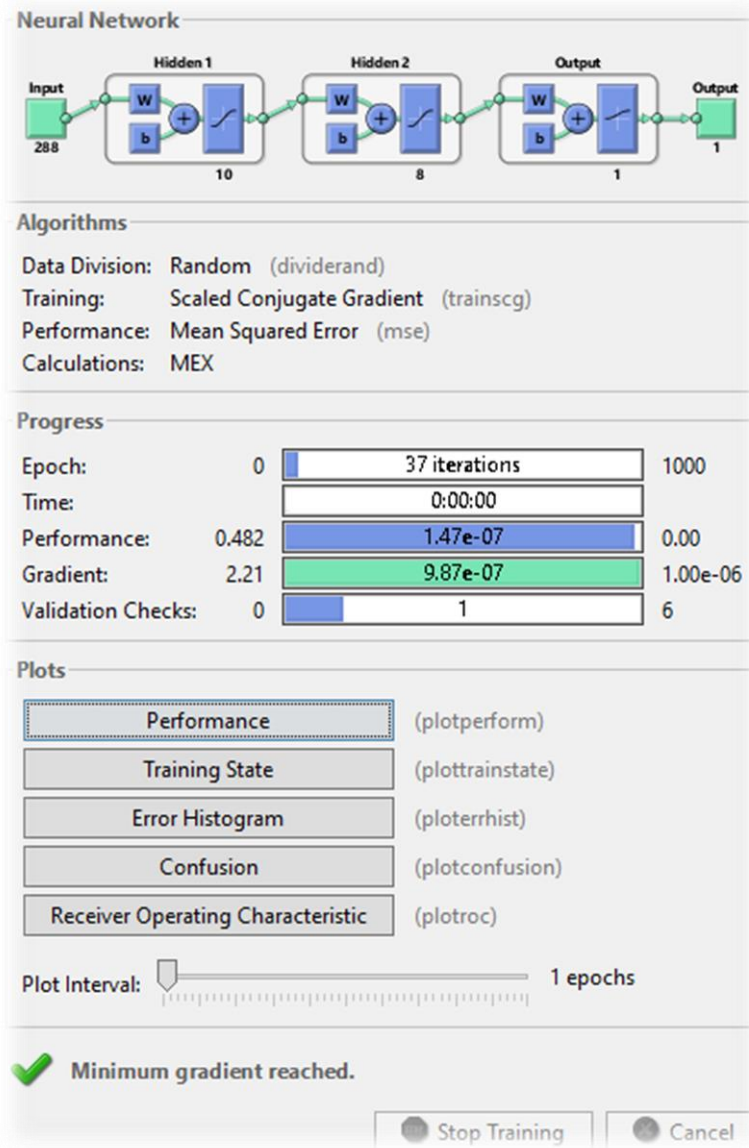 Neural Network
Hidden 1 Hidden 2 Output
Input Output
W W W
+ + +
b b b
288 1
10 8 1
Algorithms
Data Division: Random (dividerand)
Training: Scaled Conjugate Gradient (trainscg)
Performance: Mean Squared Error (mse)
Calculations: MEX
Progress
Epoch: 0 37 iterations 1000
Time: 0:00:00
Performance: 0.482 1.47e-07 0.00
Gradient: 2.21 9.87e-07 1.00e-06
Validation Checks: 0 1 6
Plots
Performance (plotperform)
Training State (plottrainstate)
Error Histogram (ploterrhist)
Confusion (plotconfusion)
Receiver Operating Characteristic (plotroc)
Plot Interval: 1 epochs
Minimum gradient reached.
Stop Training Cancel